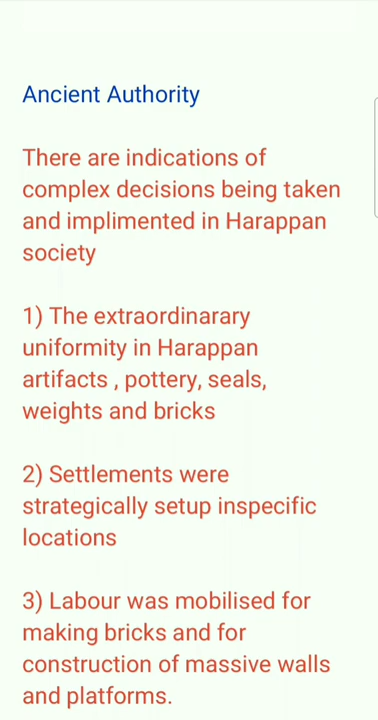 Ancient Authority
There are indications of
complex decisions being taken
and implimented in Harappan
society
1) The extraordinarary
uniformity in Harappan
artifacts , pottery, seals,
weights and bricks
2) Settlements were
strategically setup inspecific
locations
3) Labour was mobilised for
making bricks and for
construction of massive walls
and platforms.